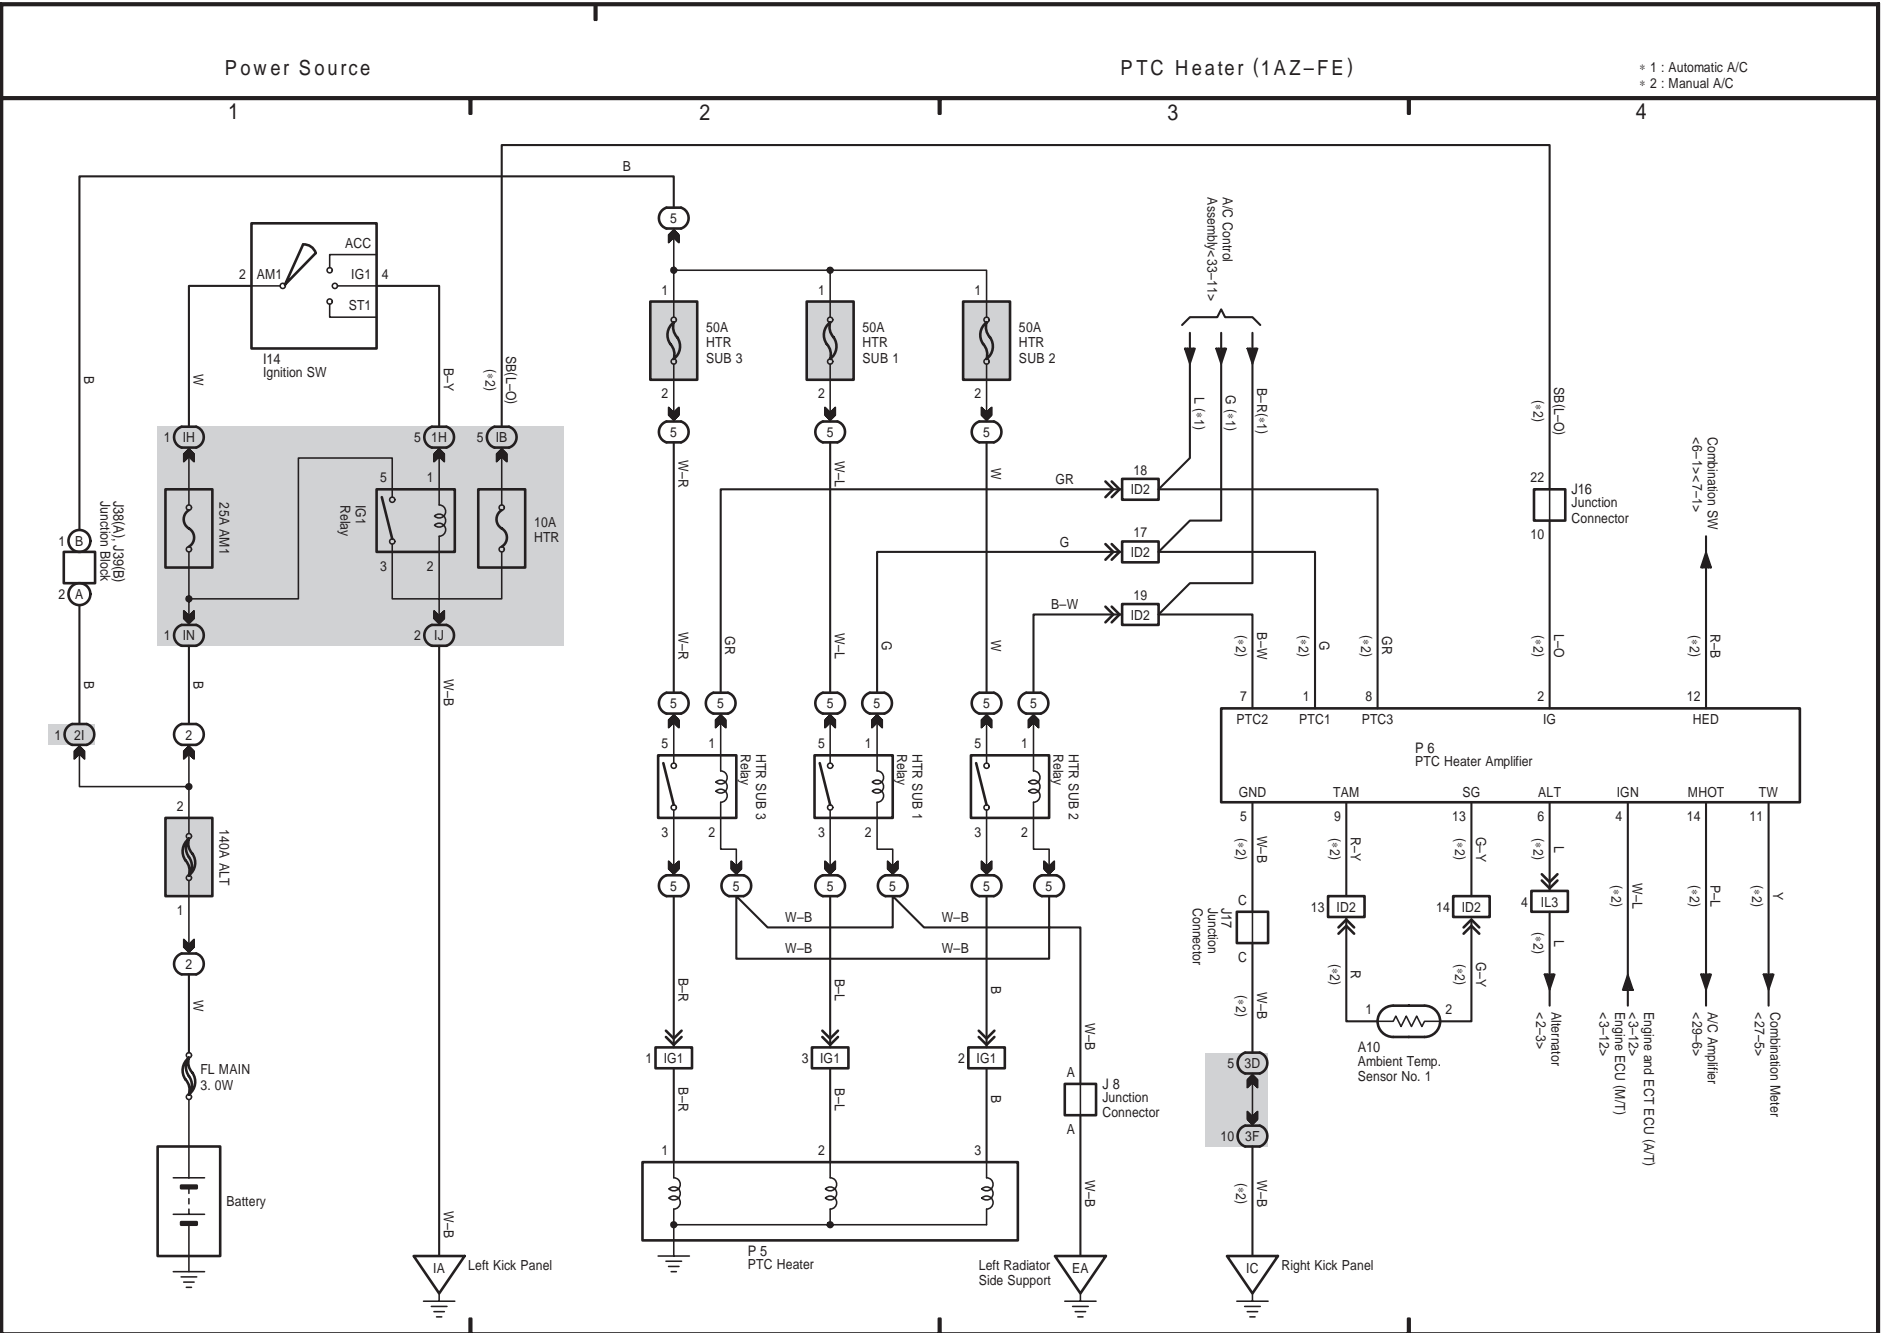 Power Source
PTC Heater (1AZ–FE)
* 1 : Automatic A/C
* 2 : Manual A/C
1
2
3
4
B
B
B
1
B
J38(A), J39(B)
Junction Block
2
A
1
2I
ACC
2
AM1
IG1
4
ST1
I14
Ignition SW
W
B–Y
SB(L–O)
(*2)
1
IH
5
1H
5
IB
25A AM1
5
1
IG1
Relay
3
2
10A
HTR
1
IN
2
IJ
B
2
2
140A ALT
1
2
W
FL MAIN
3. 0W
Battery
W–B
W–B
IA
Left Kick Panel
5
1
1
1
50A
HTR
SUB 3
50A
HTR
SUB 1
50A
HTR
SUB 2
2
2
2
5
5
5
W–R
W–L
W
W–R
GR
W–L
G
W
GR
G
B–W
18
ID2
17
ID2
19
ID2
A/C Control
Assembly<33–11>
L (*1)
G (*1)
B–R(*1)
5
5
5
5
5
5
5
1
5
1
5
1
HTR SUB 3
Relay
HTR SUB 1
Relay
HTR SUB 2
Relay
3
2
3
2
3
2
5
5
5
5
5
5
W–B
W–B
W–B
W–B
B–R
B–L
B
W–B
1
IG1
3
IG1
2
IG1
B–R
B–L
B
A
J 8
Junction
Connector
A
1
2
3
W–B
P 5
PTC Heater
Left Radiator
Side Support
EA
SB(L–O)
(*2)
22
J16
Junction
Connector
10
Combination SW
<6–1><7–1>
B–W
(*2)
G
(*2)
GR
(*2)
L–O
(*2)
R–B
(*2)
7
1
8
2
12
PTC2
PTC1
PTC3
IG
HED
P 6
PTC Heater Amplifier
GND
TAM
SG
ALT
IGN
MHOT
TW
5
9
13
6
4
14
11
W–B
(*2)
R–Y
(*2)
G–Y
(*2)
L
(*2)
W–L
(*2)
P–L
(*2)
Y
(*2)
C
J17
Junction
Connector
C
13
ID2
14
ID2
4
IL3
W–B
(*2)
R
(*2)
G–Y
(*2)
L
(*2)
1
2
A10
Ambient Temp.
Sensor No. 1
Alternator
<2–3>
Engine and ECT ECU (A/T)
<3–12>
Engine ECU (M/T)
<3–12>
A/C Amplifier
<29–6>
Combination Meter
<27–5>
5
3D
10
3F
W–B
(*2)
IC
Right Kick Panel